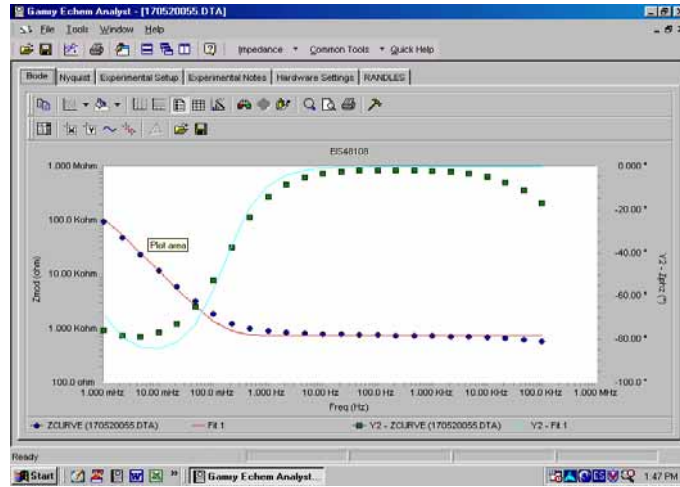 Gamry Echem Analyst - [170520055.DTA]
File Tools Window Help
Impedance Common Tools Quick Help
Bode Nyquist Experimental Setup Experimental Notes Hardware Settings RANDLES
EIS48108
1.000 Mohm
100.0 Kohm
10.00 Kohm
1.000 Kohm
100.0 ohm
Zmod (ohm)
Plot area
0.000 °
-20.00 °
-40.00 °
-60.00 °
-80.00 °
-100.0 °
Y2 - Zphz (°)
1.000 mHz 10.00 mHz 100.0 mHz 1.000 Hz 10.00 Hz 100.0 Hz 1.000 KHz 10.00 KHz 100.0 KHz 1.000 MHz
Freq (Hz)
ZCURVE (170520055.DTA) Fit 1 Y2 - ZCURVE (170520055.DTA) Y2 - Fit 1
Ready
Start Gamry Echem Analyst... ES 1:47 PM